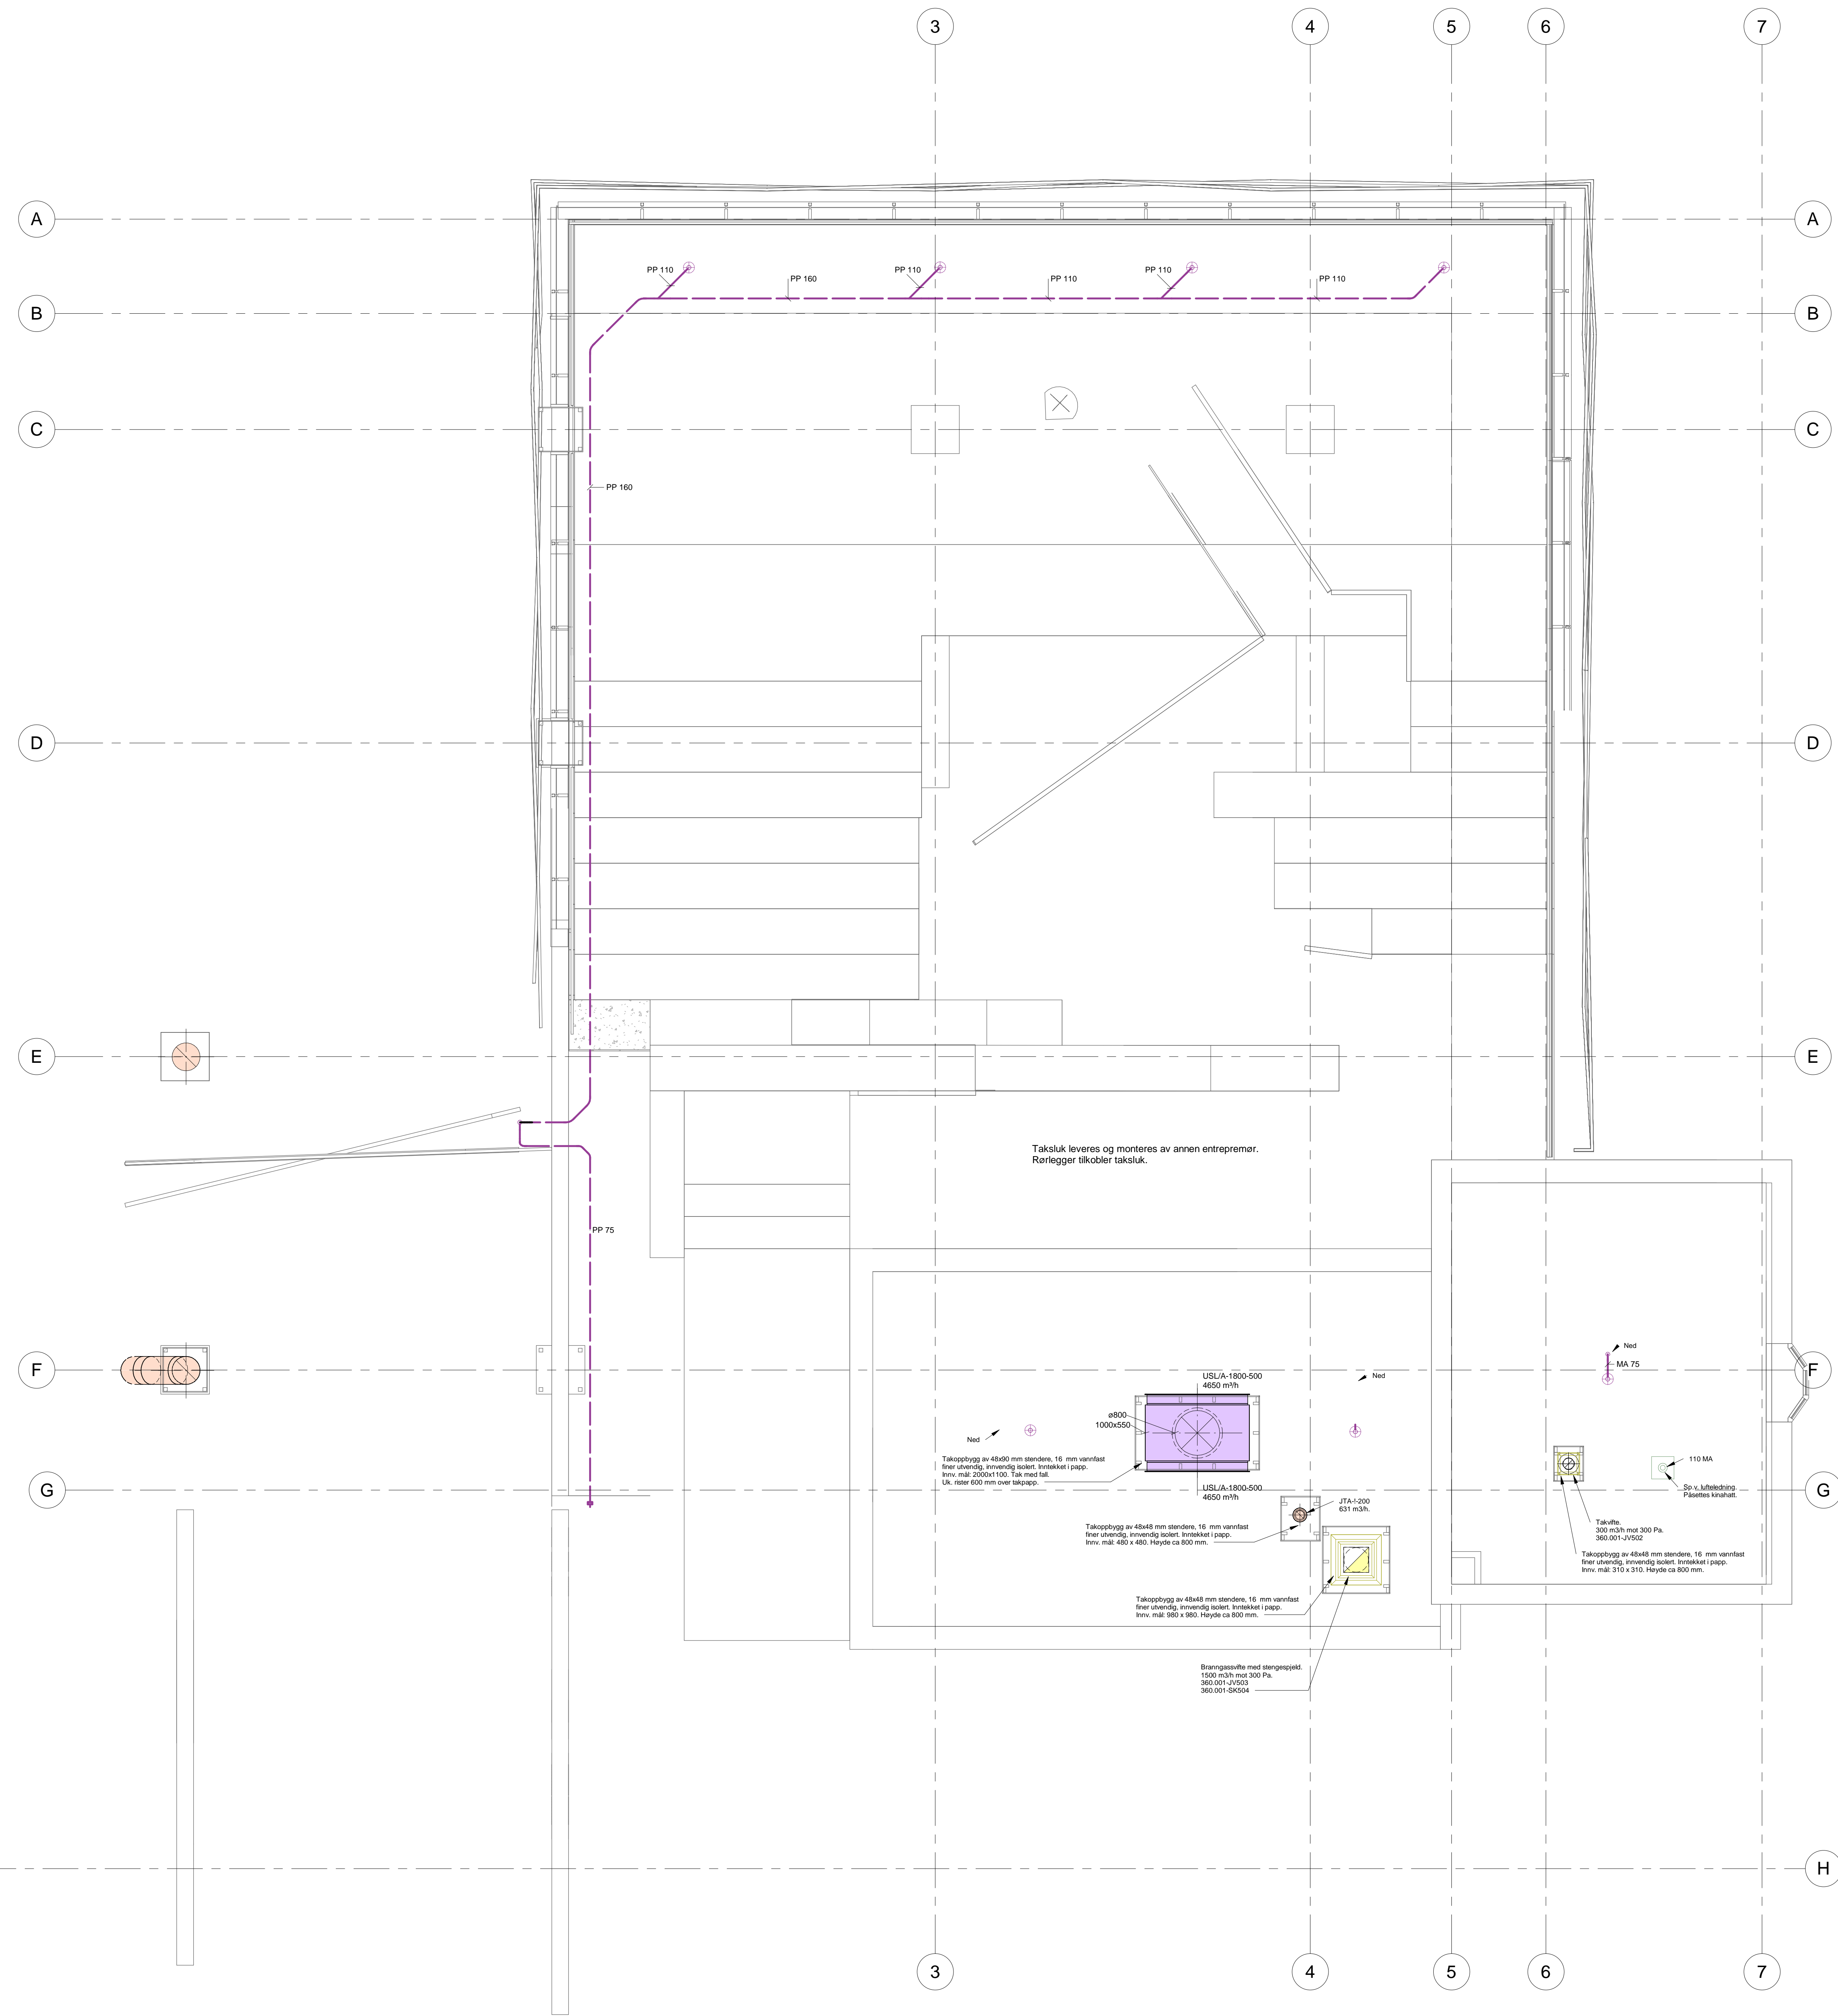 3
4
5
6
7
A
A
PP 110
PP 160
PP 110
PP 110
PP 110
PP 110
B
B
C
C
PP 160
D
D
E
E
Taksluk leveres og monteres av annen entrepremør.
Rørlegger tilkobler taksluk.
PP 75
Ned
MA 75
F
F
Ned
USL/A-1800-500
4650 m³/h
ø800
1000x550
Ned
Takoppbygg av 48x90 mm stendere, 16 mm vannfast
finer utvendig, innvendig isolert. Inntekket i papp.
Innv. mål: 2000x1100. Tak med fall.
Uk. rister 600 mm over takpapp.
110 MA
Sp.v. lufteledning.
Påsettes kinahatt.
G
G
USL/A-1800-500
4650 m³/h
JTA-!-200
631 m3/h.
Takoppbygg av 48x48 mm stendere, 16 mm vannfast
finer utvendig, innvendig isolert. Inntekket i papp.
Innv. mål: 480 x 480. Høyde ca 800 mm.
Takvifte.
300 m3/h mot 300 Pa.
360.001-JV502
Takoppbygg av 48x48 mm stendere, 16 mm vannfast
finer utvendig, innvendig isolert. Inntekket i papp.
Innv. mål: 310 x 310. Høyde ca 800 mm.
Takoppbygg av 48x48 mm stendere, 16 mm vannfast
finer utvendig, innvendig isolert. Inntekket i papp.
Innv. mål: 980 x 980. Høyde ca 800 mm.
Branngassvifte med stengespjeld.
1500 m3/h mot 300 Pa.
360.001-JV503
360.001-SK504
H
3
4
5
6
7